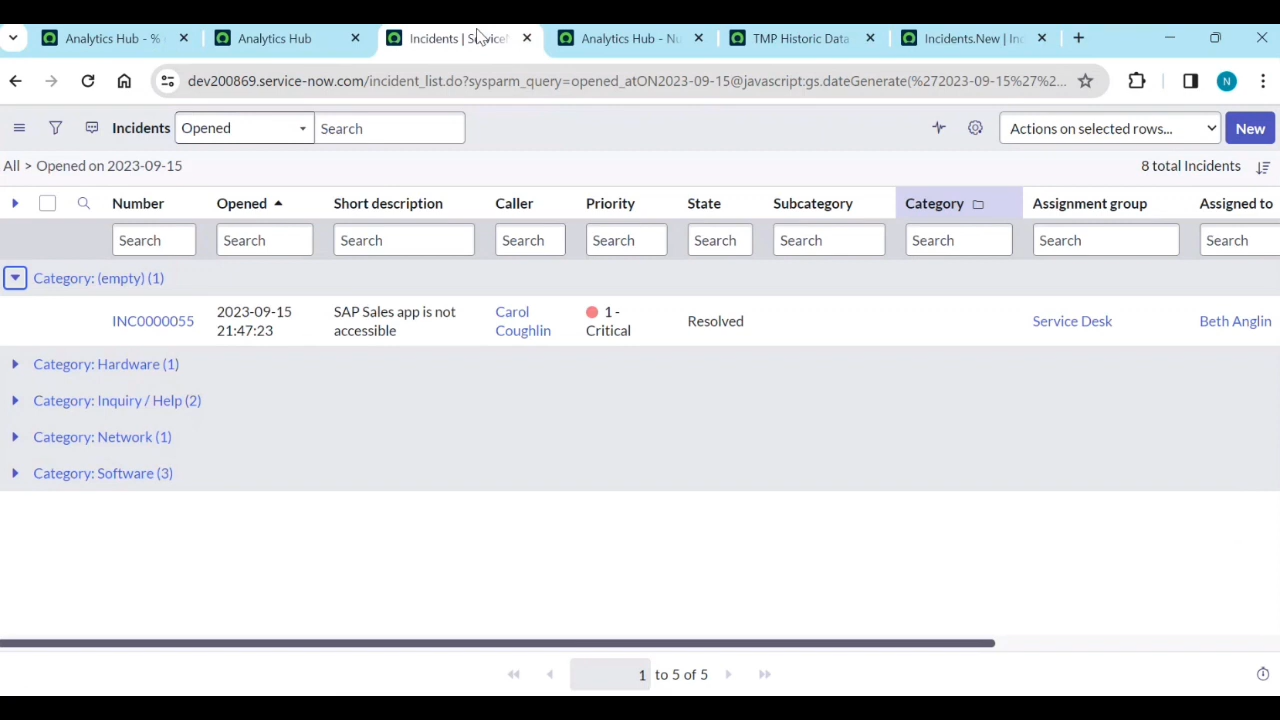 Analytics Hub - %
Analytics Hub
Incidents | Service
Analytics Hub - Nu
TMP Historic Data
Incidents.New | Inc
dev200869.service-now.com/incident_list.do?sysparm_query=opened_atON2023-09-15@javascript:gs.dateGenerate(%272023-09-15%27%2...
N
Incidents
Opened
Search
Actions on selected rows...
New
All > Opened on 2023-09-15
8 total Incidents
Number Opened Short description Caller Priority State Subcategory Category Assignment group Assigned to
Search Search Search Search Search Search Search Search Search Search
Category: (empty) (1)
INC0000055 2023-09-15 21:47:23 SAP Sales app is not accessible Carol Coughlin 1 - Critical Resolved Service Desk Beth Anglin
Category: Hardware (1)
Category: Inquiry / Help (2)
Category: Network (1)
Category: Software (3)
1 to 5 of 5